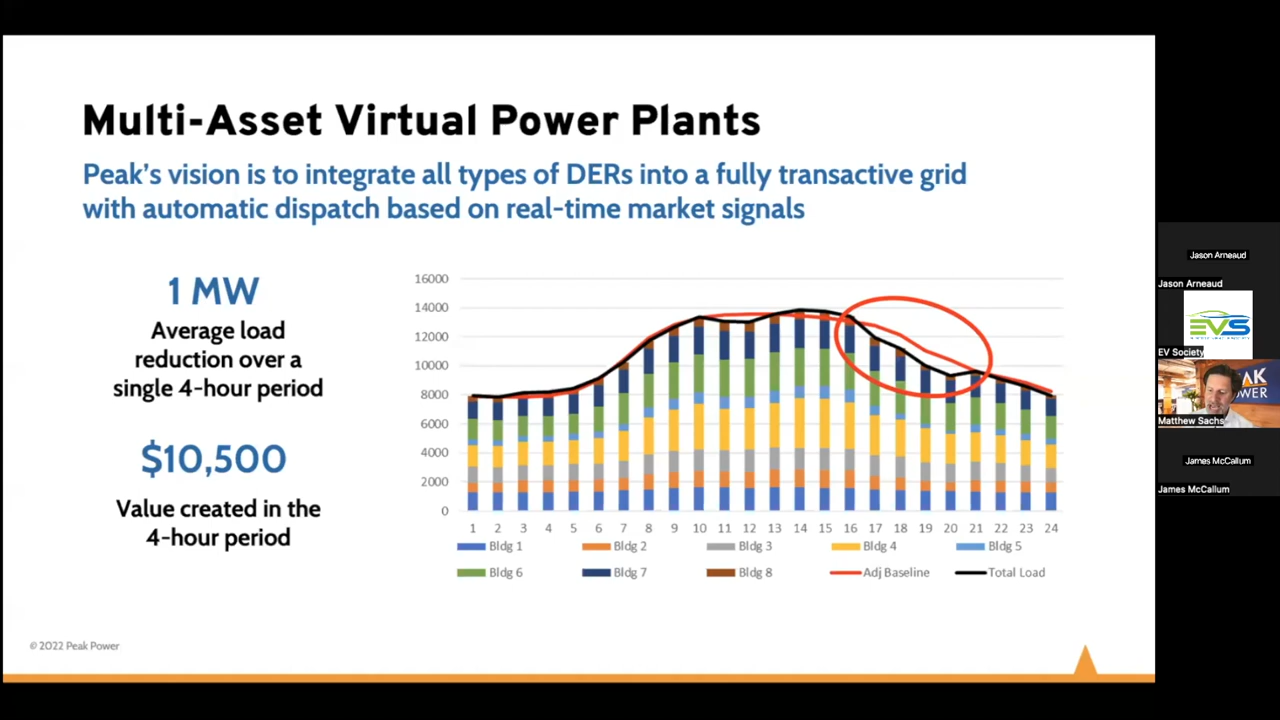 Multi-Asset Virtual Power Plants
Peak's vision is to integrate all types of DERs into a fully transactive grid
with automatic dispatch based on real-time market signals
1 MW
Average load
reduction over a
single 4-hour period
$10,500
Value created in the
4-hour period
16000
14000
12000
10000
8000
6000
4000
2000
0
1 2 3 4 5 6 7 8 9 10 11 12 13 14 15 16 17 18 19 20 21 22 23 24
Bldg 1 Bldg 2 Bldg 3 Bldg 4 Bldg 5
Bldg 6 Bldg 7 Bldg 8 Adj Baseline Total Load
© 2022 Peak Power
Jason Arneaud
Jason Arneaud
EVS
EV Society
POWER
Matthew Sachs
James McCallum
James McCallum